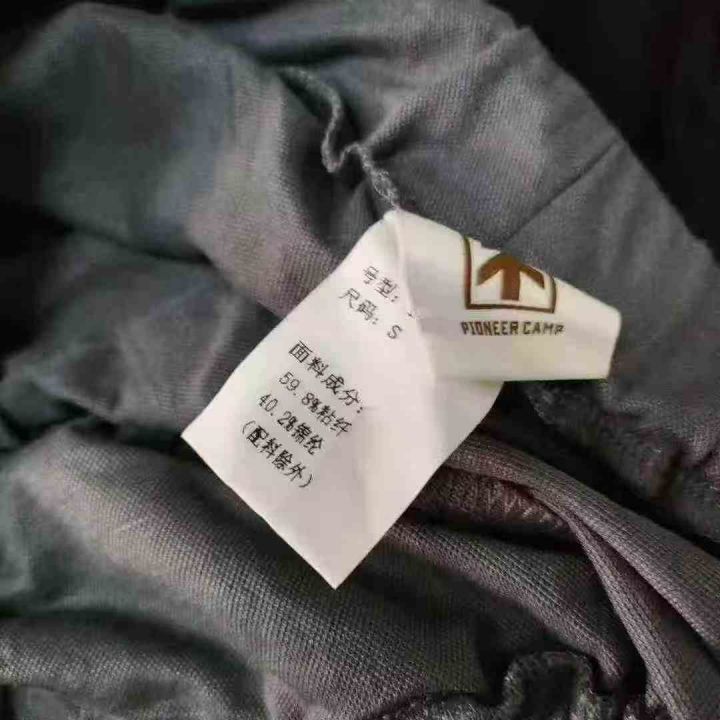 号型:
尺码: S
面料成分:
59.8%粘纤
40.2%锦纶
(配料除外)
PIONEER CAMP